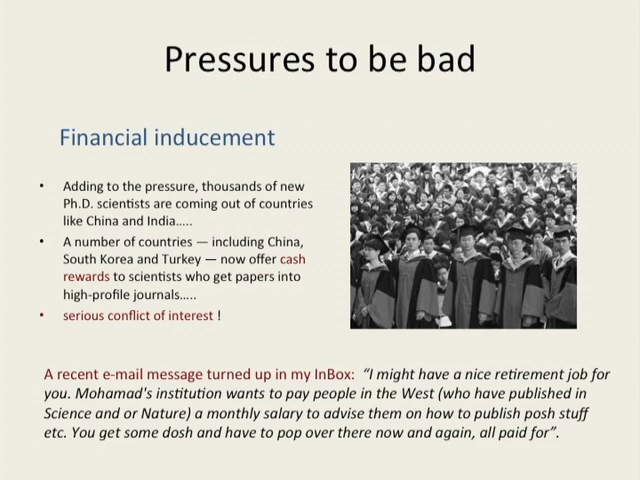 Pressures to be bad
Financial inducement
• Adding to the pressure, thousands of new
Ph.D. scientists are coming out of countries
like China and India…..
• A number of countries — including China,
South Korea and Turkey — now offer cash
rewards to scientists who get papers into
high-profile journals…..
• serious conflict of interest !
A recent e-mail message turned up in my InBox: “I might have a nice retirement job for
you. Mohamad's institution wants to pay people in the West (who have published in
Science and or Nature) a monthly salary to advise them on how to publish posh stuff
etc. You get some dosh and have to pop over there now and again, all paid for”.